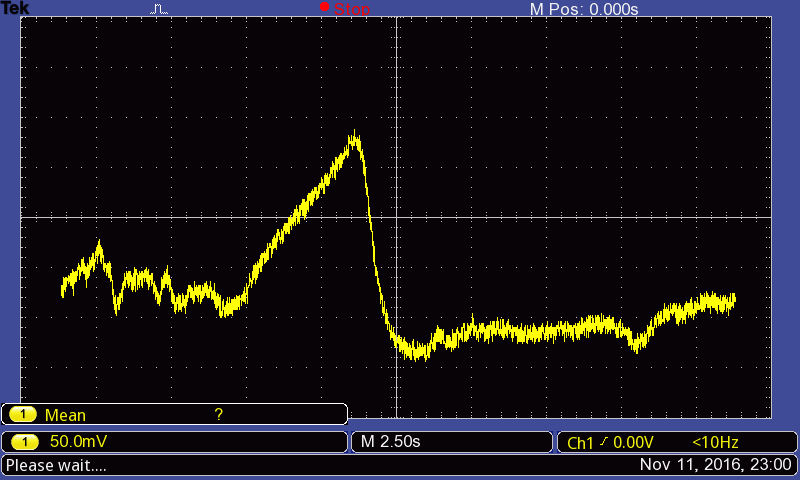 Tek Stop M Pos: 0.000s
1 Mean ?
1 50.0mV M 2.50s Ch1 0.00V <10Hz
Please wait.... Nov 11, 2016, 23:00